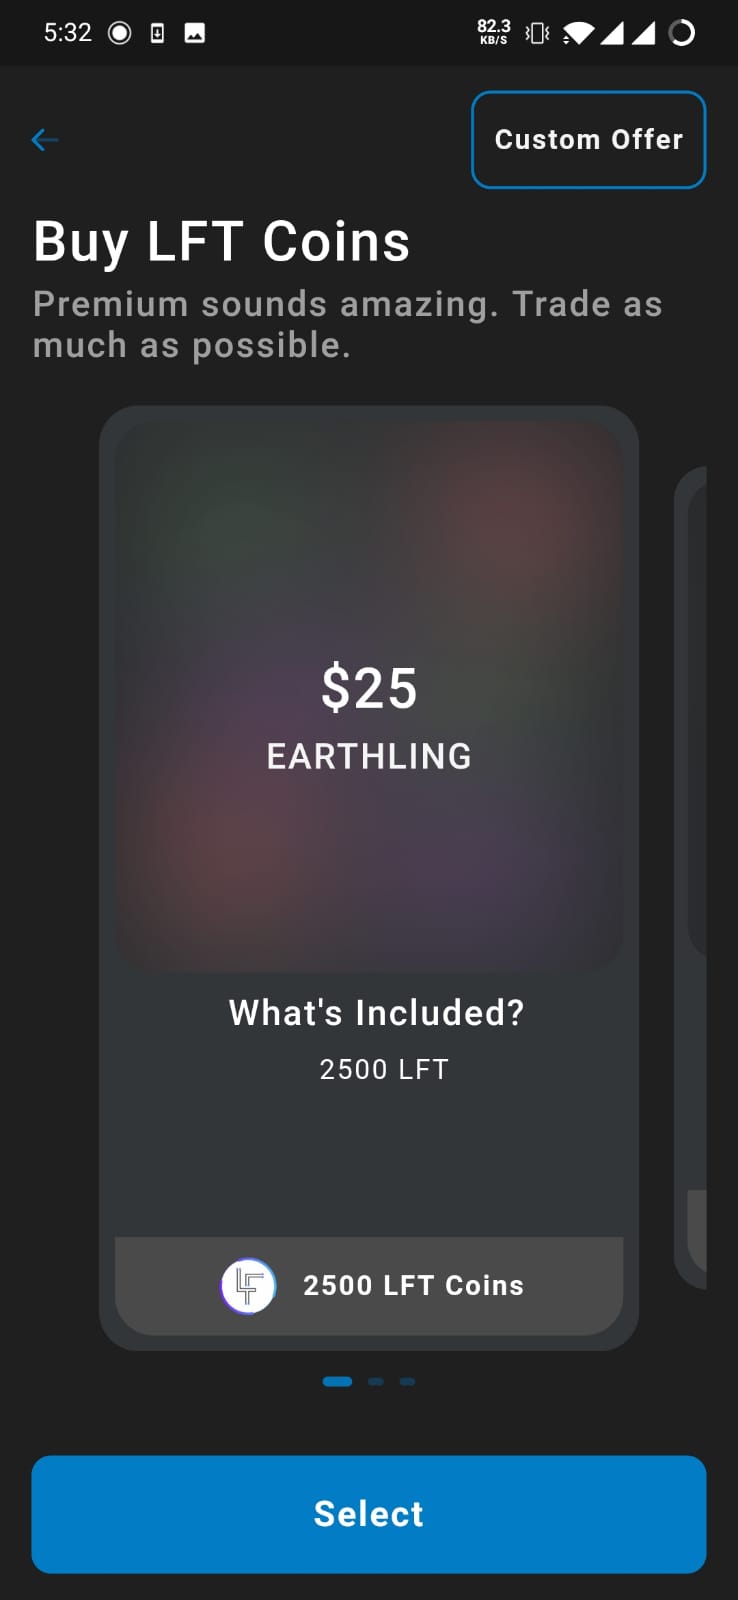 5:32
82.3
KB/S
Custom Offer
Buy LFT Coins
Premium sounds amazing. Trade as
much as possible.
$25
EARTHLING
What's Included?
2500 LFT
2500 LFT Coins
Select